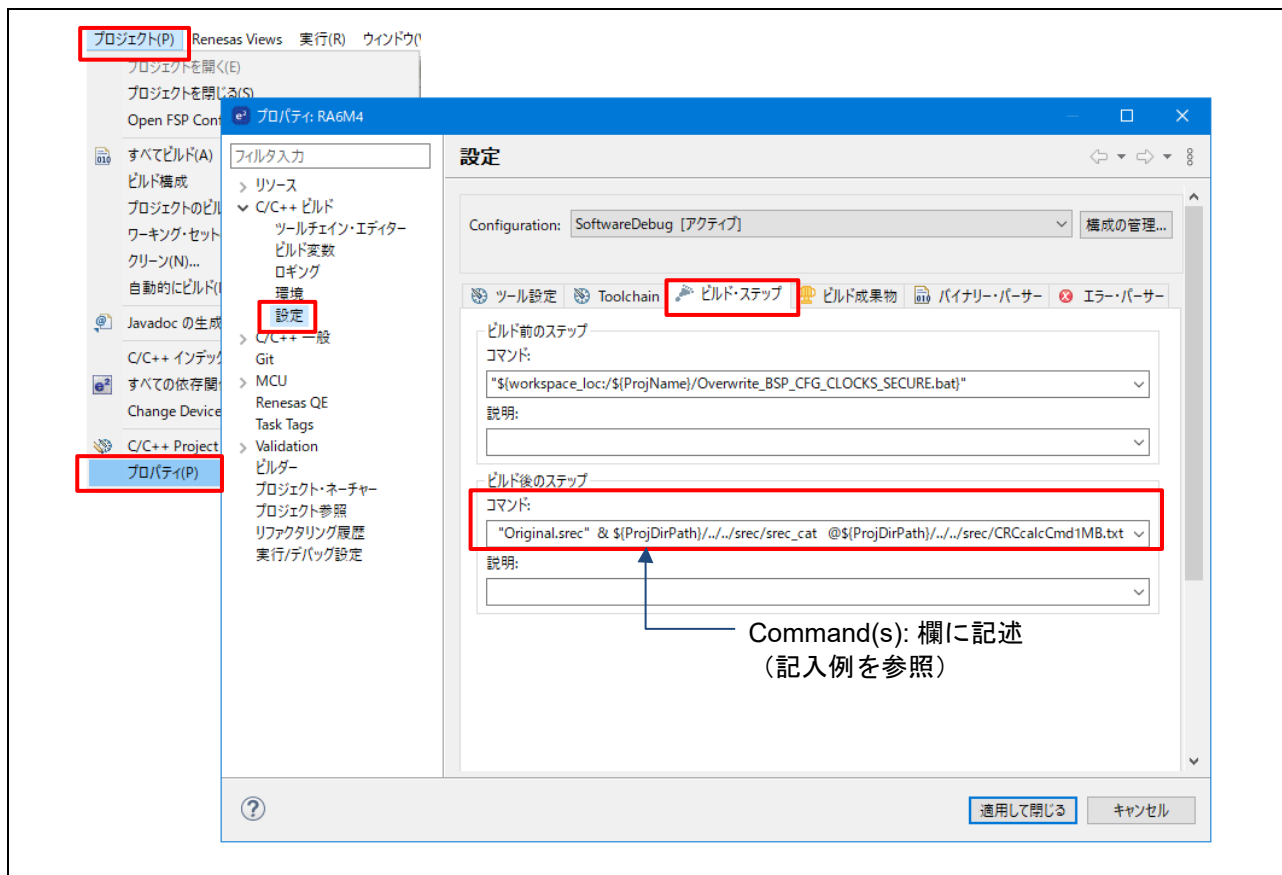 プロジェクト(P) Renesas Views 実行(R) ウィンドウ(
プロジェクトを開く(E)
プロジェクトを閉じる(S)
Open FSP Con
すべてビルド(A)
ビルド構成
プロジェクトのビル
ワーキング・セット
クリーン(N)...
自動的にビルド(
Javadoc の生成
C/C++ インデッ
すべての依存関
Change Device
C/C++ Project
プロパティ(P)
プロパティ: RA6M4
フィルタ入力
リソース
C/C++ ビルド
ツールチェイン・エディター
ビルド変数
ロギング
環境
設定
C/C++ 一般
Git
MCU
Renesas QE
Task Tags
Validation
ビルダー
プロジェクト・ネーチャー
プロジェクト参照
リファクタリング履歴
実行/デバッグ設定
設定
Configuration: SoftwareDebug [アクティブ] 構成の管理...
ツール設定 Toolchain ビルド・ステップ ビルド成果物 バイナリー・パーサー エラー・パーサー
ビルド前のステップ
コマンド:
"${workspace_loc:/${ProjName}/Overwrite_BSP_CFG_CLOCKS_SECURE.bat}"
説明:
ビルド後のステップ
コマンド:
"Original.srec" & ${ProjDirPath}/../../srec/srec_cat @${ProjDirPath}/../../srec/CRCcalcCmd1MB.txt
説明:
Command(s): 欄に記述
（記入例を参照）
適用して閉じる キャンセル